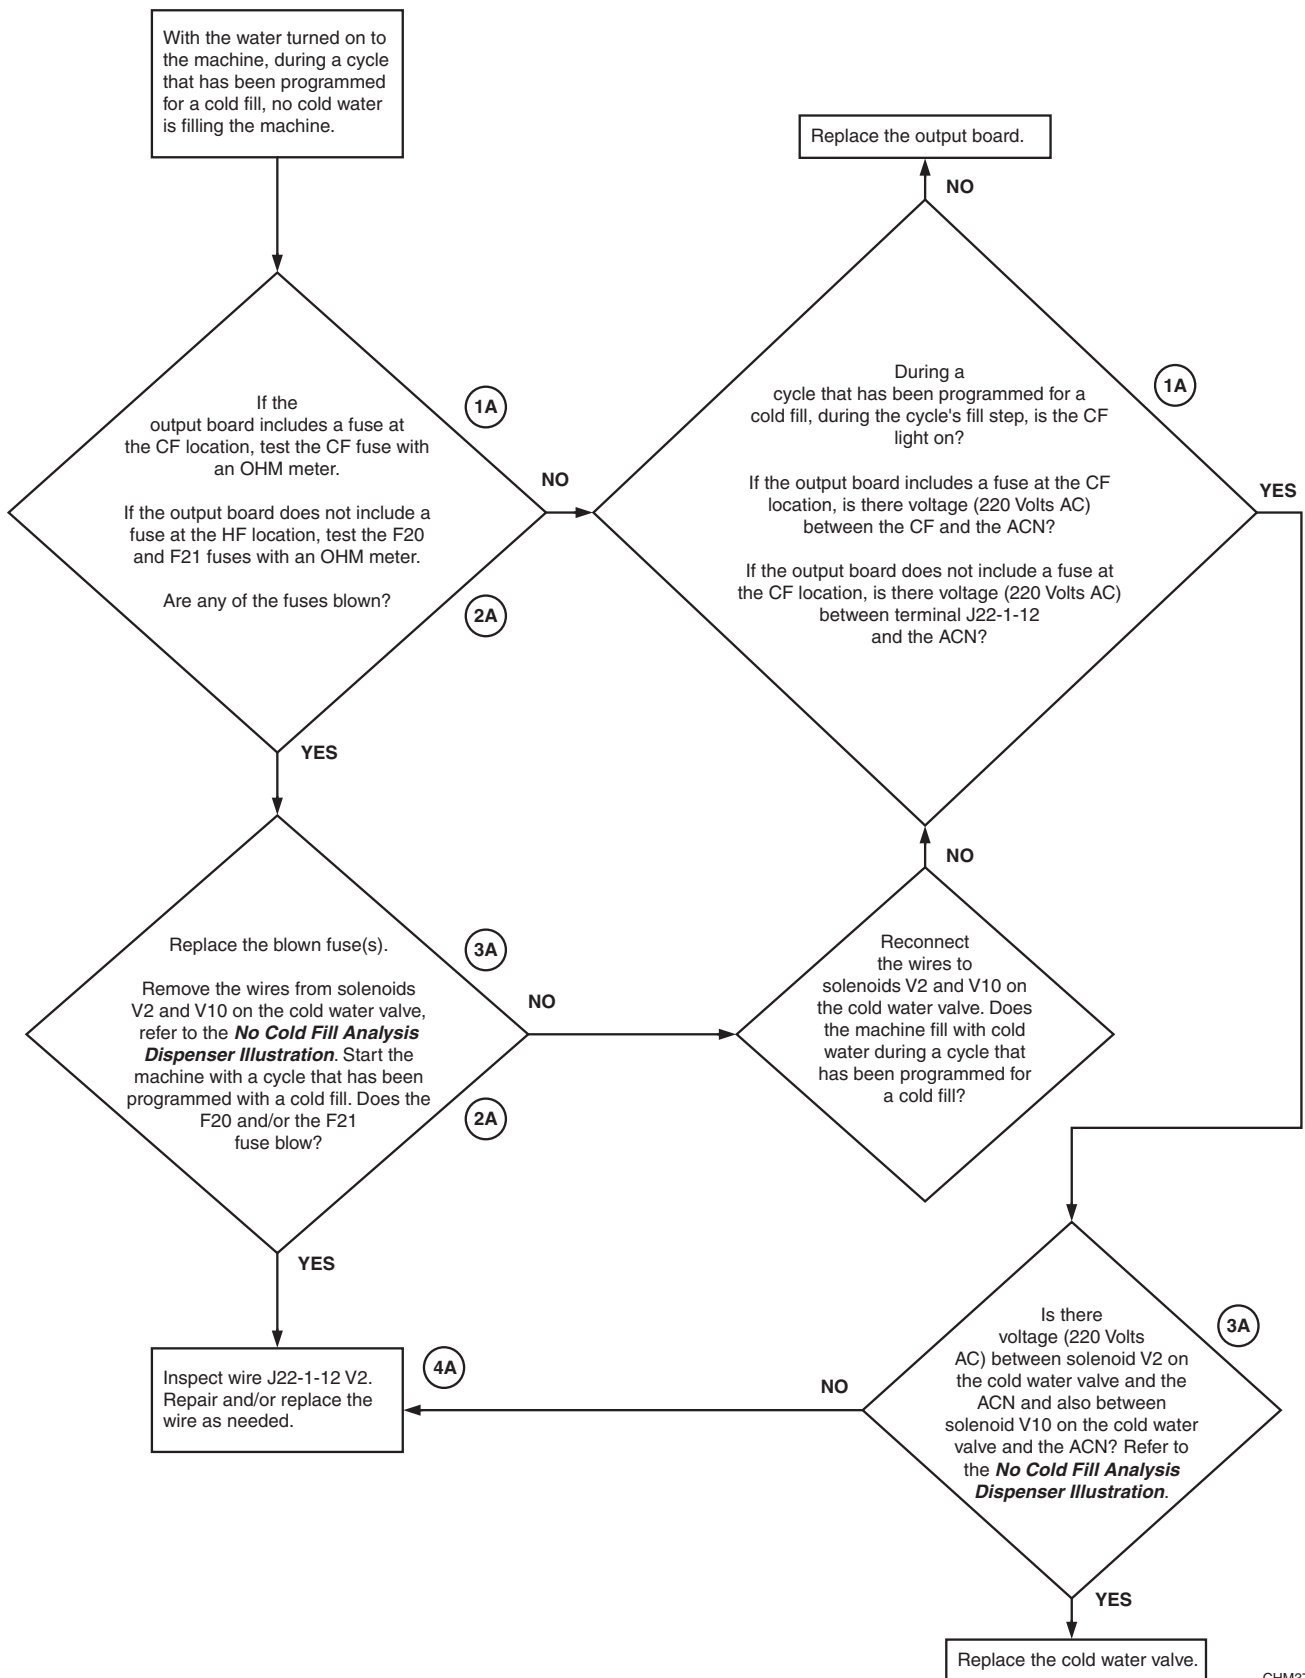 With the water turned on to
the machine, during a cycle
that has been programmed
for a cold fill, no cold water
is filling the machine.
Replace the output board.
NO
If the
output board includes a fuse at
the CF location, test the CF fuse with
an OHM meter.
If the output board does not include a
fuse at the HF location, test the F20
and F21 fuses with an OHM meter.
Are any of the fuses blown?
1A
2A
NO
YES
During a
cycle that has been programmed for a
cold fill, during the cycle's fill step, is the CF
light on?
If the output board includes a fuse at the CF
location, is there voltage (220 Volts AC)
between the CF and the ACN?
If the output board does not include a fuse at
the CF location, is there voltage (220 Volts AC)
between terminal J22-1-12
and the ACN?
1A
YES
NO
Replace the blown fuse(s).
Remove the wires from solenoids
V2 and V10 on the cold water valve,
refer to the No Cold Fill Analysis
Dispenser Illustration. Start the
machine with a cycle that has been
programmed with a cold fill. Does the
F20 and/or the F21
fuse blow?
3A
2A
NO
YES
Reconnect
the wires to
solenoids V2 and V10 on
the cold water valve. Does
the machine fill with cold
water during a cycle that
has been programmed for
a cold fill?
Inspect wire J22-1-12 V2.
Repair and/or replace the
wire as needed.
4A
NO
Is there
voltage (220 Volts
AC) between solenoid V2 on
the cold water valve and the
ACN and also between
solenoid V10 on the cold water
valve and the ACN? Refer to
the No Cold Fill Analysis
Dispenser Illustration.
3A
YES
Replace the cold water valve.